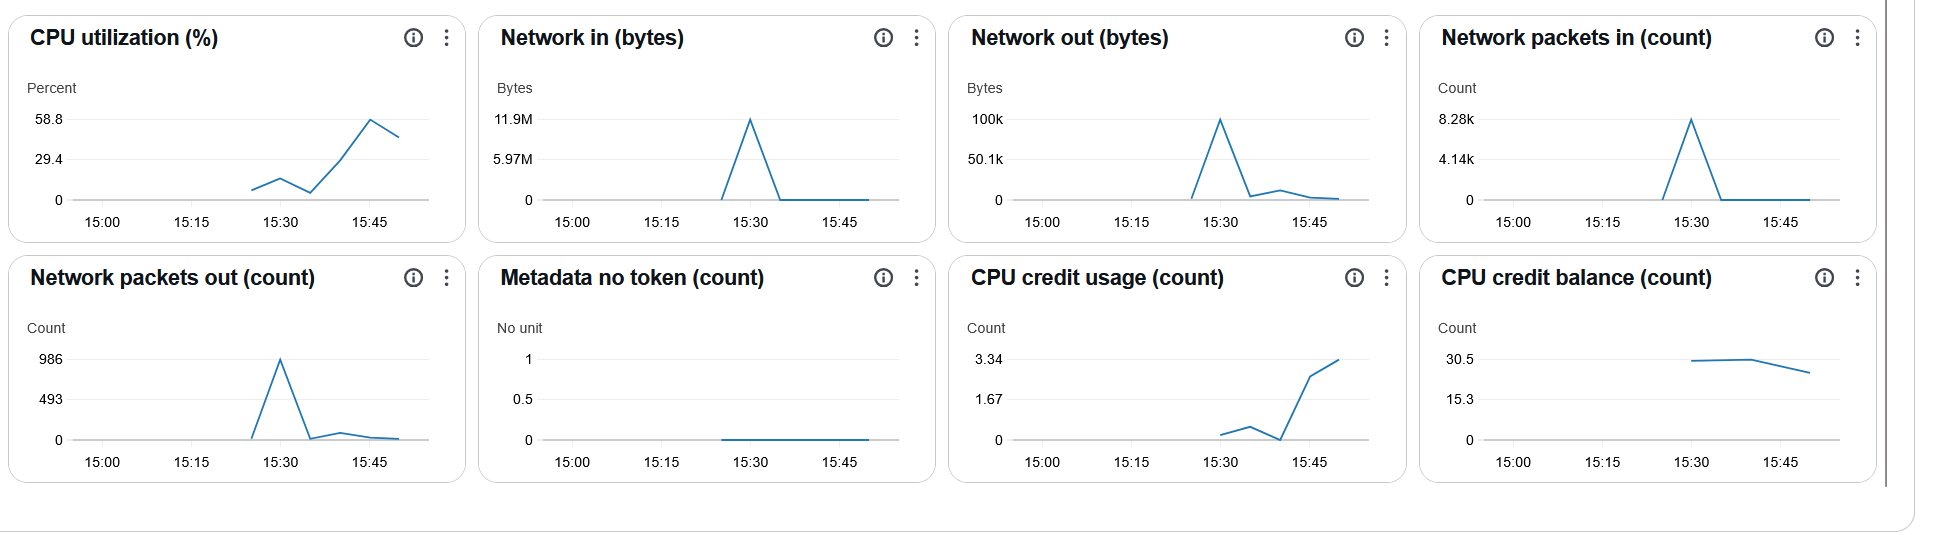 CPU utilization (%)
Percent
58.8
29.4
0
15:00 15:15 15:30 15:45
Network in (bytes)
Bytes
11.9M
5.97M
0
15:00 15:15 15:30 15:45
Network out (bytes)
Bytes
100k
50.1k
0
15:00 15:15 15:30 15:45
Network packets in (count)
Count
8.28k
4.14k
0
15:00 15:15 15:30 15:45
Network packets out (count)
Count
986
493
0
15:00 15:15 15:30 15:45
Metadata no token (count)
No unit
1
0.5
0
15:00 15:15 15:30 15:45
CPU credit usage (count)
Count
3.34
1.67
0
15:00 15:15 15:30 15:45
CPU credit balance (count)
Count
30.5
15.3
0
15:00 15:15 15:30 15:45